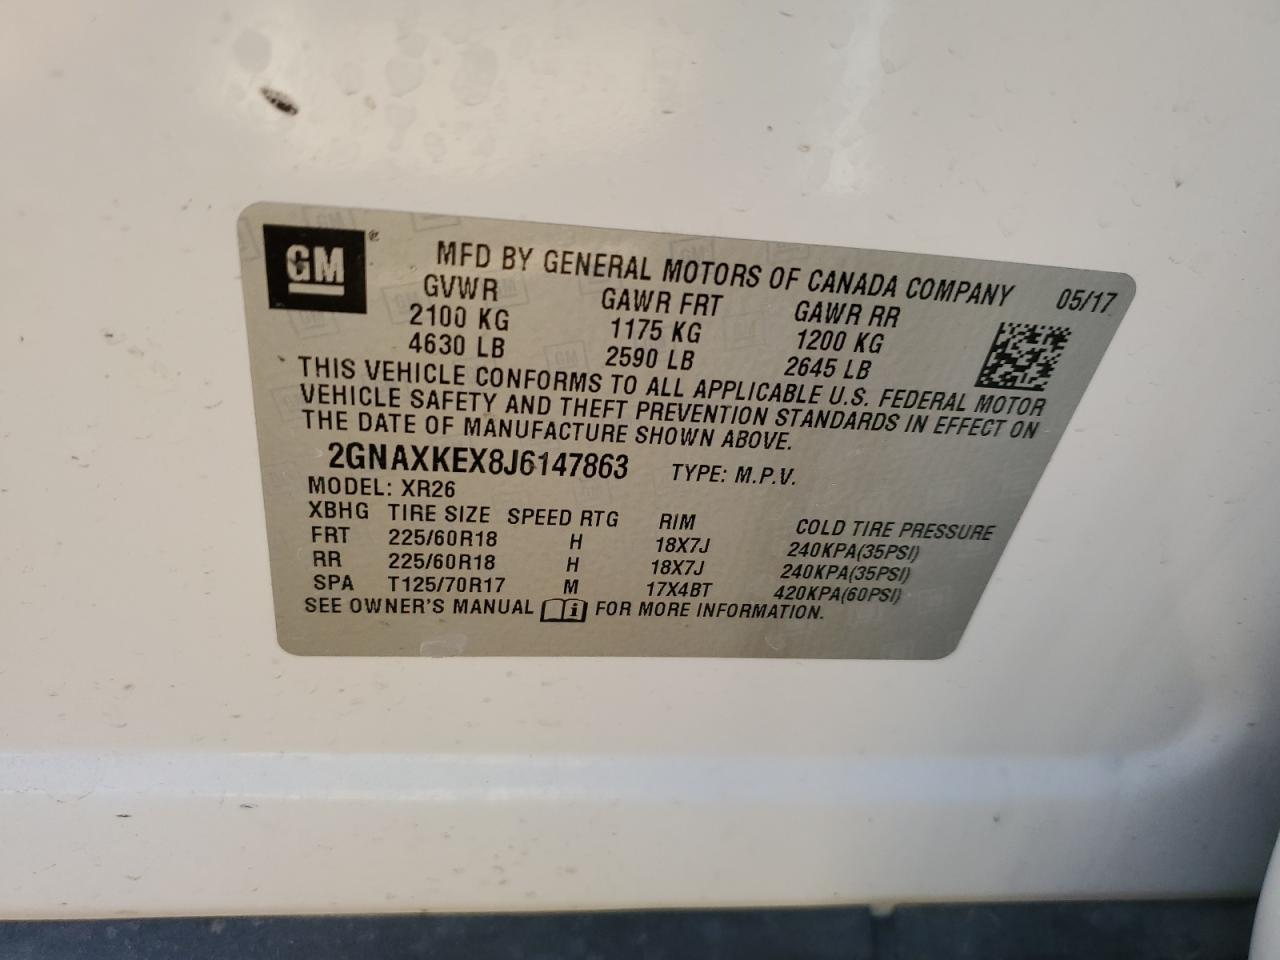 GM®
MFD BY GENERAL MOTORS OF CANADA COMPANY 05/17
GVWR GAWR FRT GAWR RR
2100 KG 1175 KG 1200 KG
4630 LB 2590 LB 2645 LB
THIS VEHICLE CONFORMS TO ALL APPLICABLE U.S. FEDERAL MOTOR
VEHICLE SAFETY AND THEFT PREVENTION STANDARDS IN EFFECT ON
THE DATE OF MANUFACTURE SHOWN ABOVE.
2GNAXKEX8J6147863 TYPE: M.P.V.
MODEL: XR26
XBHG TIRE SIZE SPEED RTG RIM COLD TIRE PRESSURE
FRT 225/60R18 H 18X7J 240KPA(35PSI)
RR 225/60R18 H 18X7J 240KPA(35PSI)
SPA T125/70R17 M 17X4BT 420KPA(60PSI)
SEE OWNER'S MANUAL i FOR MORE INFORMATION.